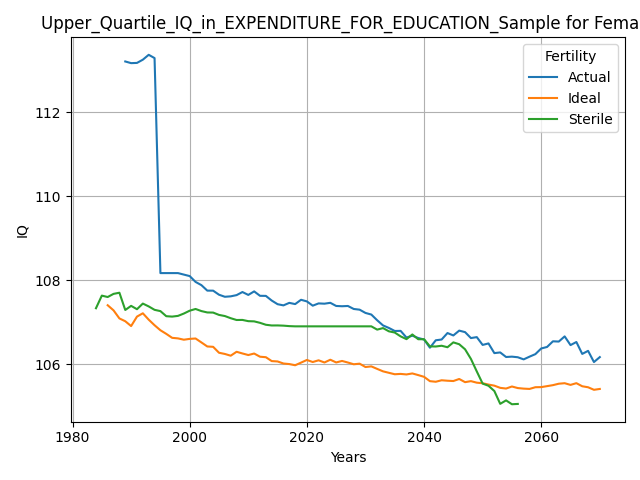 Upper_Quartile_IQ_in_EXPENDITURE_FOR_EDUCATION_Sample for Fema
Fertility
Actual
Ideal
Sterile
112
110
108
106
IQ
1980
2000
2020
2040
2060
Years